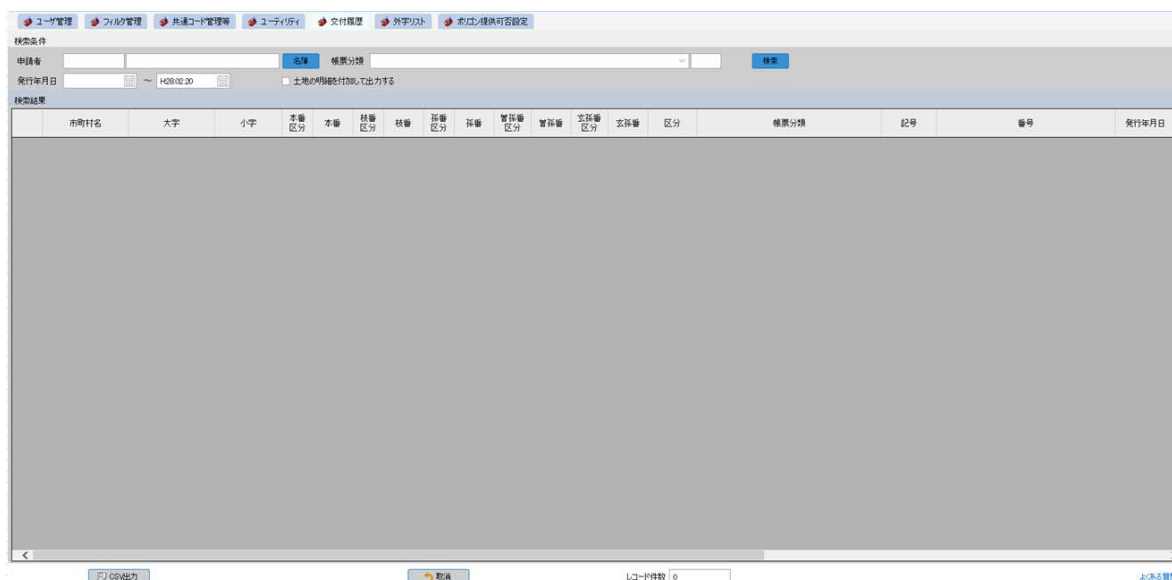 ユーザ管理 フィルタ管理 共通コード管理等 ユーティリティ 交付履歴 外字リスト ポリゴン提供可否設定
検索条件
申請者 名簿 帳票分類 検索
発行年月日 ～ H28.02.20 土地の明細を付加して出力する
検索結果
市町村名 大字 小字 本番区分 本番 枝番区分 枝番 孫番区分 孫番 曽孫番区分 曽孫番 玄孫番区分 玄孫番 区分 帳票分類 記号 番号 発行年月日
CSV出力 取消 レコード件数 0 よくある質